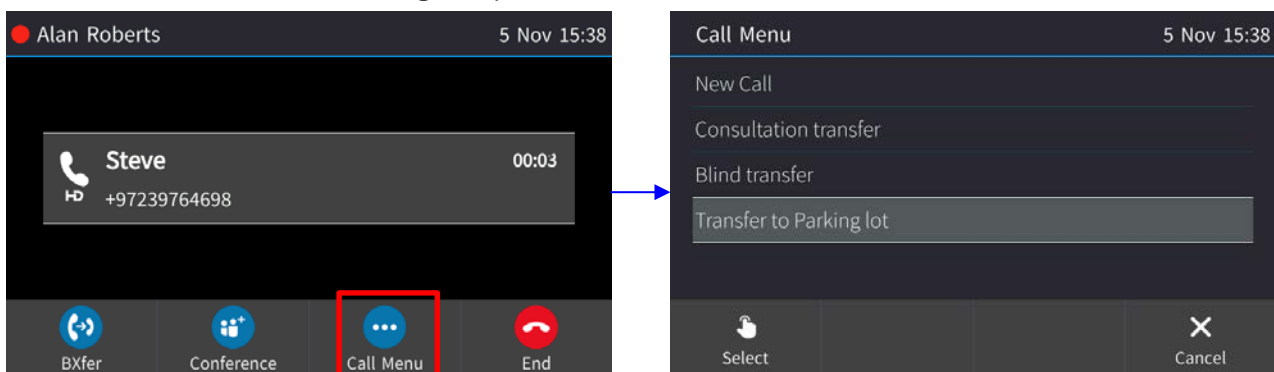 Alan Roberts 5 Nov 15:38
Steve 00:03
HD +97239764698
BXfer Conference Call Menu End
Call Menu 5 Nov 15:38
New Call
Consultation transfer
Blind transfer
Transfer to Parking lot
Select Cancel